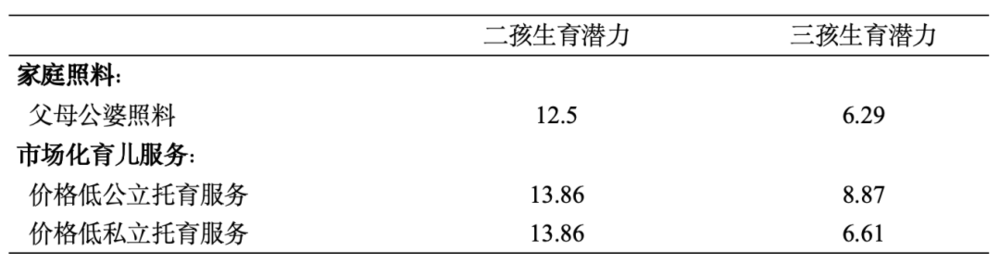 二孩生育潜力 三孩生育潜力
家庭照料：
父母公婆照料 12.5 6.29
市场化育儿服务：
价格低公立托育服务 13.86 8.87
价格低私立托育服务 13.86 6.61